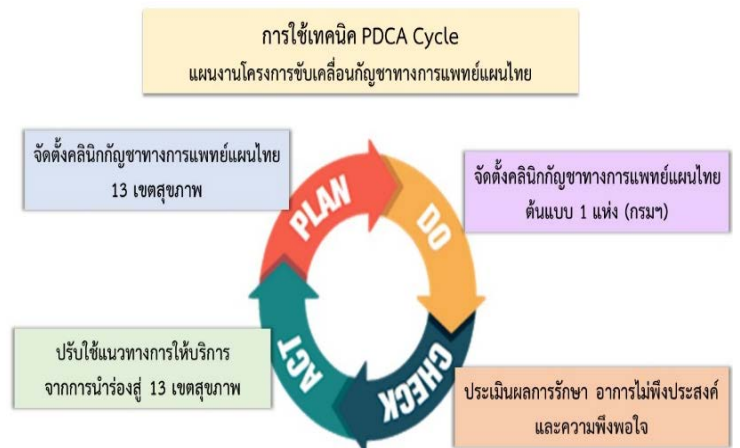 การใช้เทคนิค PDCA Cycle
แผนงานโครงการขับเคลื่อนกัญชาทางการแพทย์แผนไทย
จัดตั้งคลินิกกัญชาทางการแพทย์แผนไทย
13 เขตสุขภาพ
PLAN
DO
จัดตั้งคลินิกกัญชาทางการแพทย์แผนไทย
ต้นแบบ 1 แห่ง (กรมฯ)
ปรับใช้แนวทางการให้บริการ
จากการนำร่องสู่ 13 เขตสุขภาพ
ACT
CHECK
ประเมินผลการรักษา อาการไม่พึงประสงค์
และความพึงพอใจ